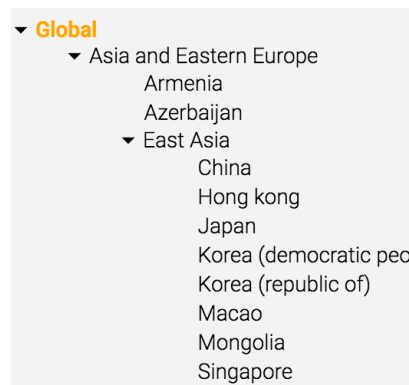 Global
Asia and Eastern Europe
Armenia
Azerbaijan
East Asia
China
Hong kong
Japan
Korea (democratic peo
Korea (republic of)
Macao
Mongolia
Singapore